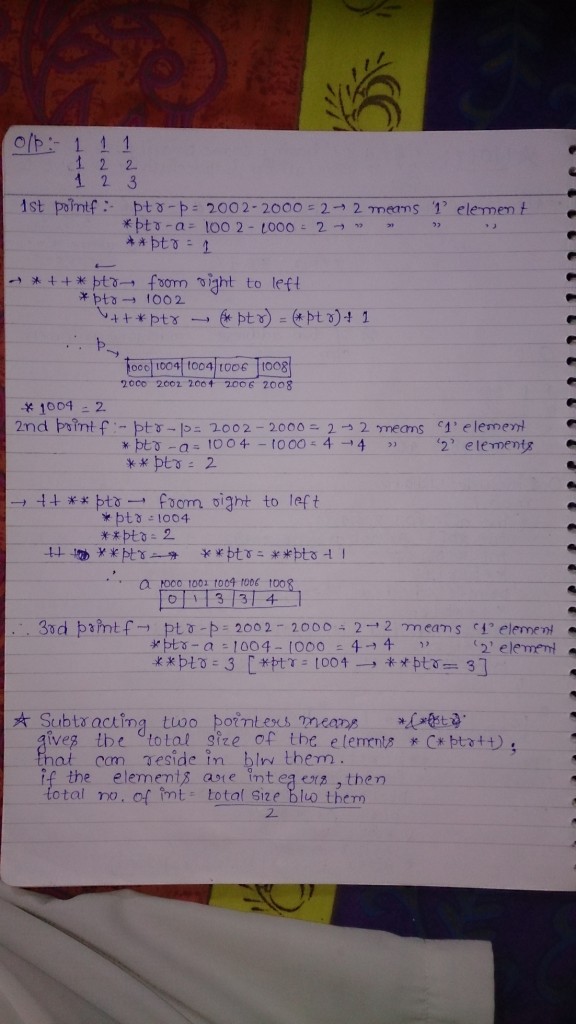 O/P:- 1 1 1
1 2 2
1 2 3
1st printf:- ptr-p = 2002-2000 = 2 → 2 means '1' element
*ptr-a = 1002-1000 = 2 → " " " "
**ptr = 1
→ *++*ptr → from right to left
*ptr → 1002
++*ptr → (*ptr) = (*ptr)+1
∴ p
1000 1004 1004 1006 1008
2000 2002 2004 2006 2008
*1004 = 2
2nd printf:- ptr-p = 2002-2000 = 2 → 2 means '1' element
*ptr-a = 1004-1000 = 4 → 4 " '2' elements
**ptr = 2
→ ++**ptr → from right to left
*ptr = 1004
**ptr = 2
++ **ptr → **ptr = **ptr+1
∴ a 1000 1002 1004 1006 1008
0 1 3 3 4
∴ 3rd printf → ptr-p = 2002-2000 = 2 → 2 means '1' element
*ptr-a = 1004-1000 = 4 → 4 " '2' element
**ptr = 3 [*ptr = 1004 → **ptr = 3]
★ Subtracting two pointers means
gives the total size of the elements *(*ptr++);
that can reside in b/w them.
if the elements are integers, then
total no. of int = total size b/w them
2